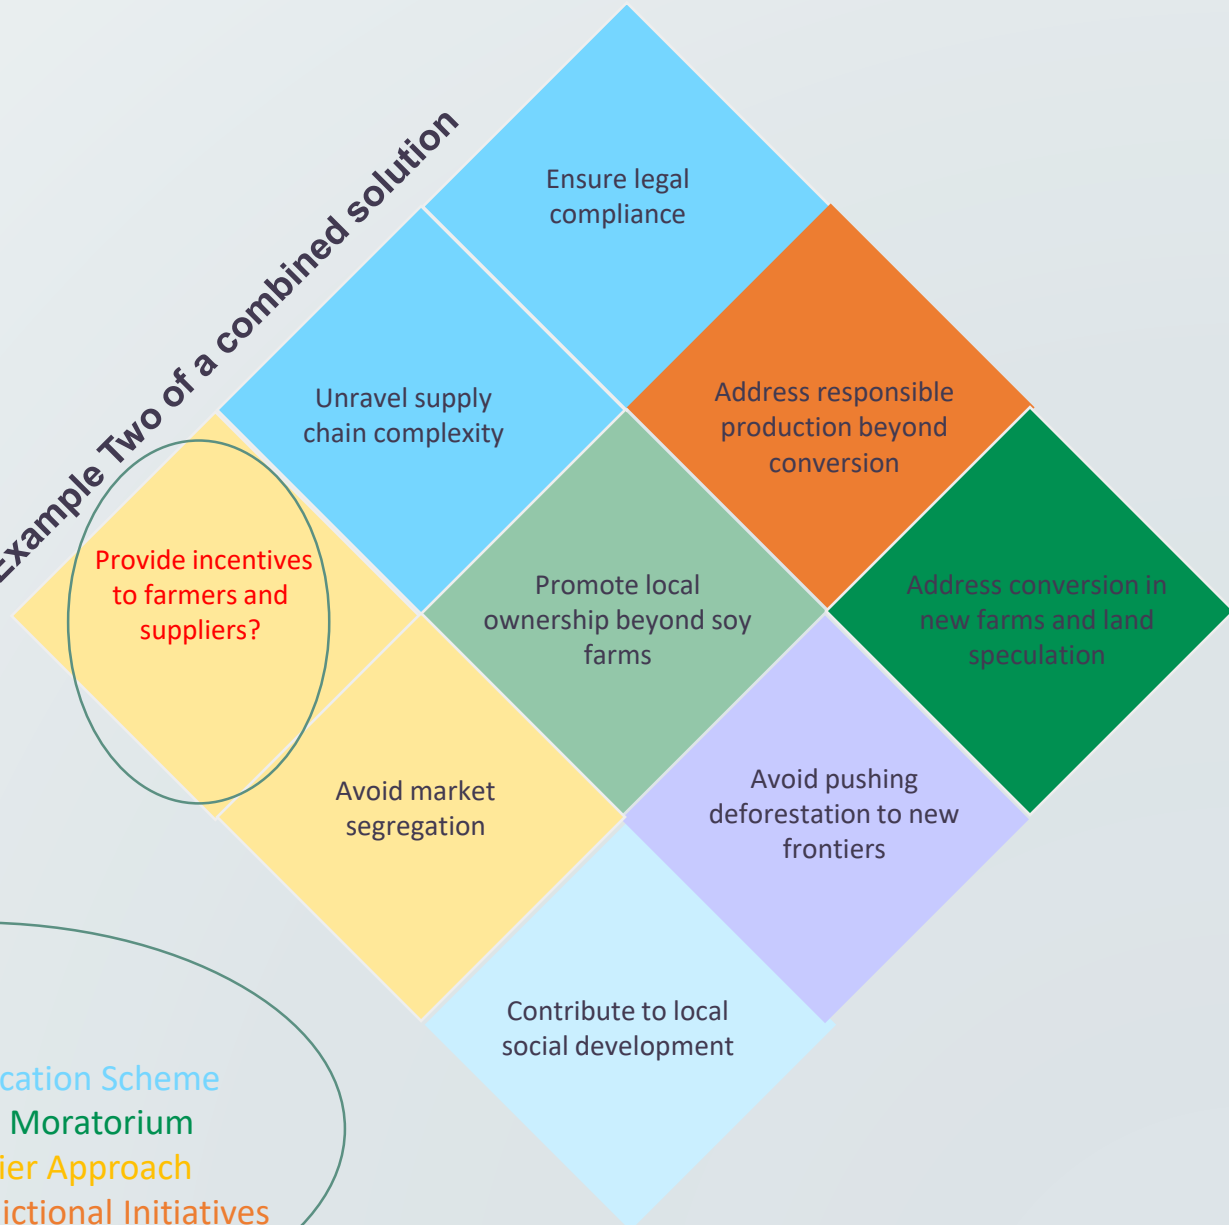 Example Two of a combined solution
Ensure legal
compliance
Unravel supply
chain complexity
Address responsible
production beyond
conversion
Provide incentives
to farmers and
suppliers?
Promote local
ownership beyond soy
farms
Address conversion in
new farms and land
speculation
Avoid market
segregation
Avoid pushing
deforestation to new
frontiers
Contribute to local
social development
cation Scheme
Moratorium
ier Approach
ictional Initiatives